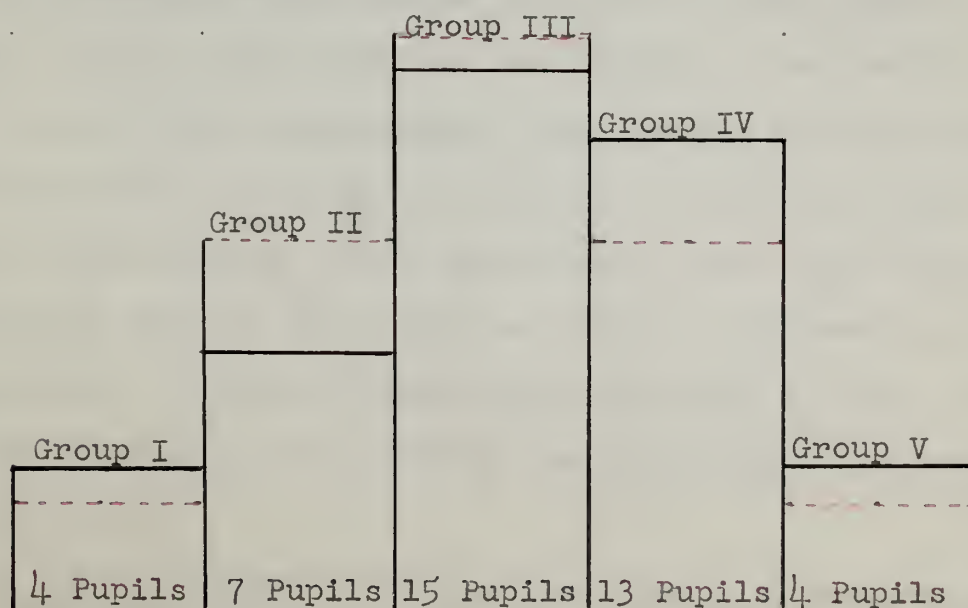 Group III
Group IV
Group II
Group I
Group V
4 Pupils
7 Pupils
15 Pupils
13 Pupils
4 Pupils